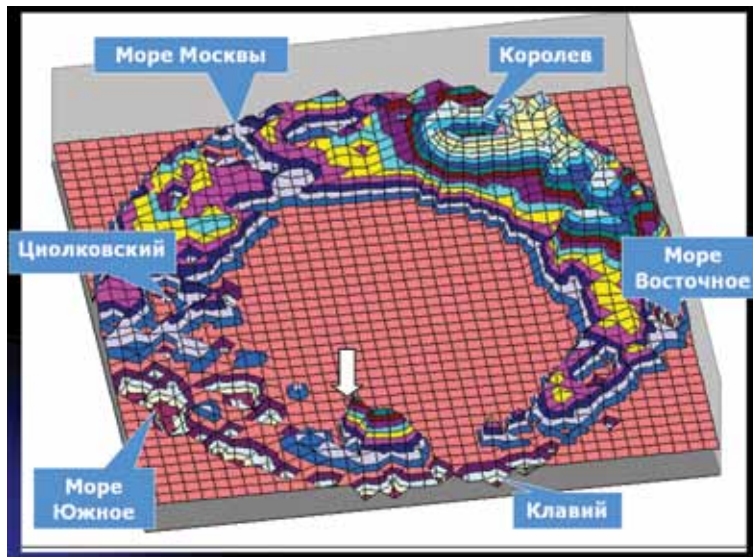 Море Москвы
Королев
Циолковский
Море
Восточное
Море
Южное
Клавий